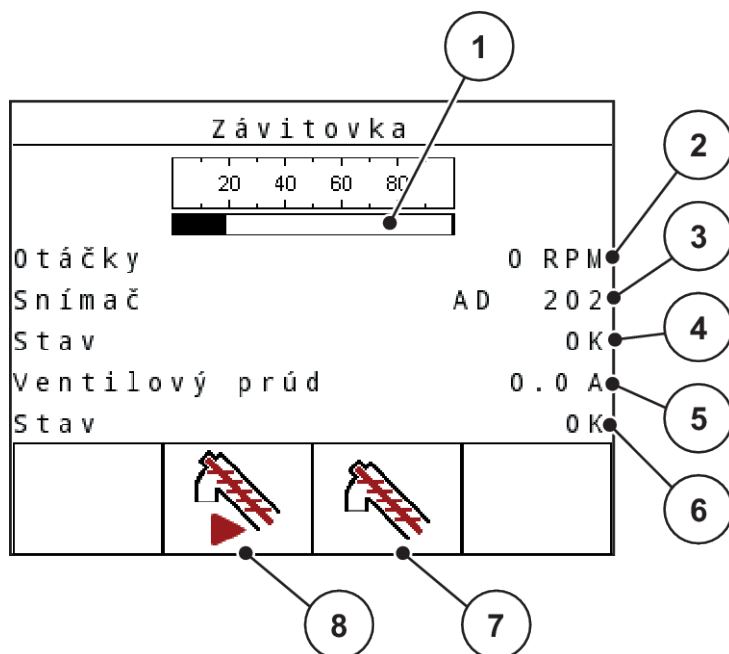 1
Závitovka
20 40 60 80
2
Otáčky 0 RPM
3
Snímač AD 202
4
Stav OK
Ventilový prúd 0.0 A
5
Stav OK
6
8 7